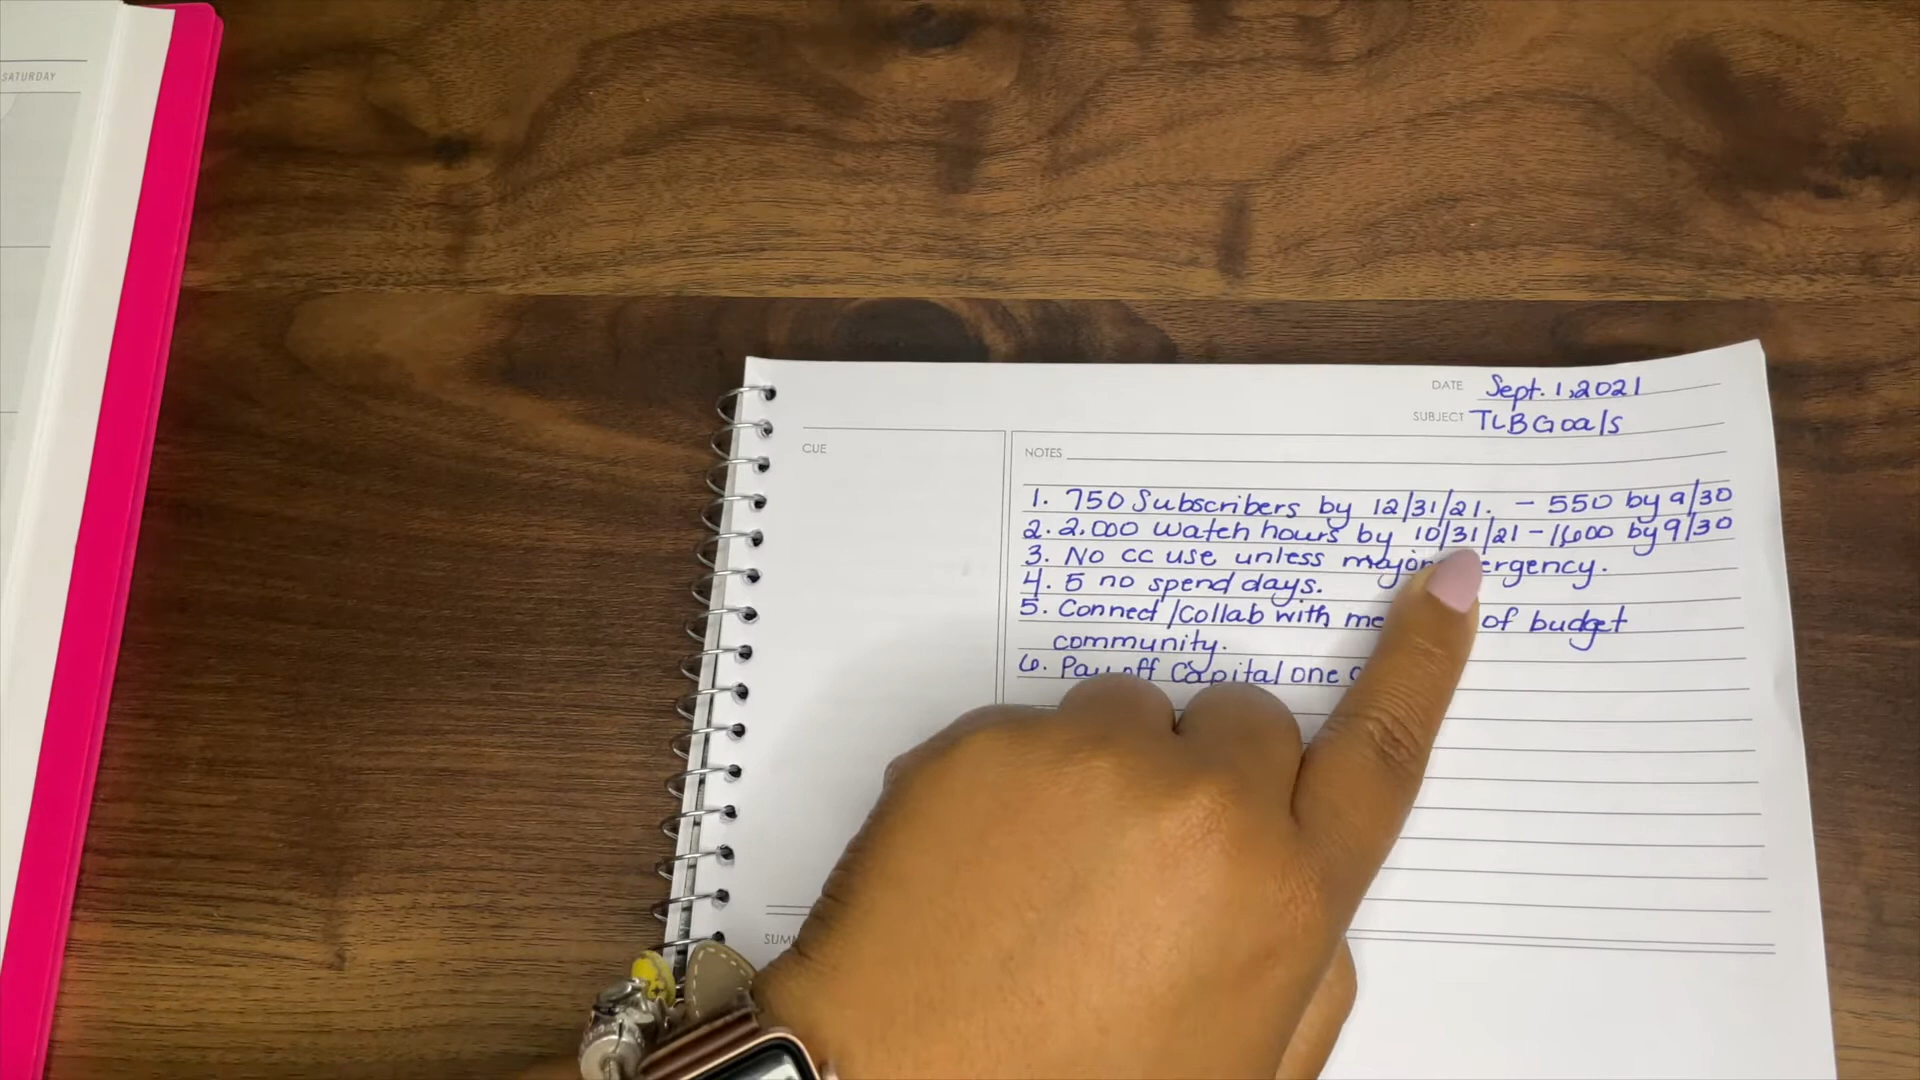 SATURDAY
DATE Sept. 1, 2021
SUBJECT TLB Goals
CUE
NOTES
1. 750 Subscribers by 12/31/21. - 550 by 9/30
2. 2.000 Watch hours by 10/31/21 - 1600 by 9/30
3. No cc use unless major ergency.
4. 5 no spend days.
5. Connect/Collab with of budget
community.
6. Pay off Capital one